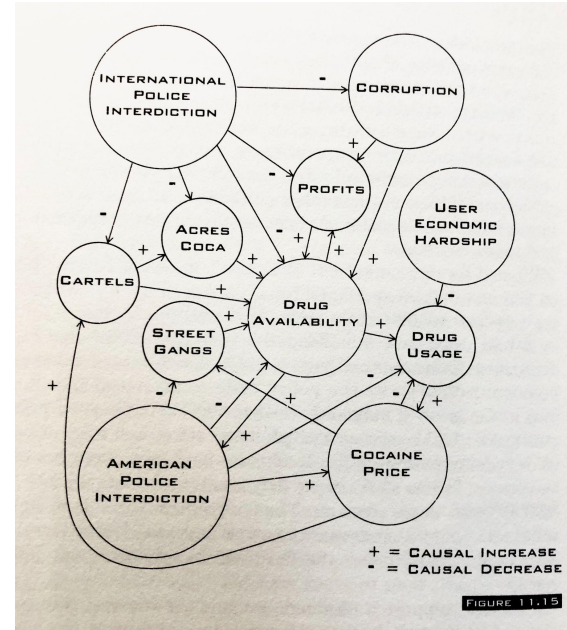 INTERNATIONAL
POLICE
INTERDICTION
-
CORRUPTION
+
-
-
PROFITS
-
USER
ECONOMIC
HARDSHIP
-
ACRES
COCA
+
+
+
+
+
-
CARTELS
+
DRUG
AVAILABILITY
+
STREET
GANGS
+
DRUG
USAGE
-
-
-
+
+
-
+
+
AMERICAN
POLICE
INTERDICTION
+
COCAINE
PRICE
+ = CAUSAL INCREASE
- = CAUSAL DECREASE
FIGURE 11.15